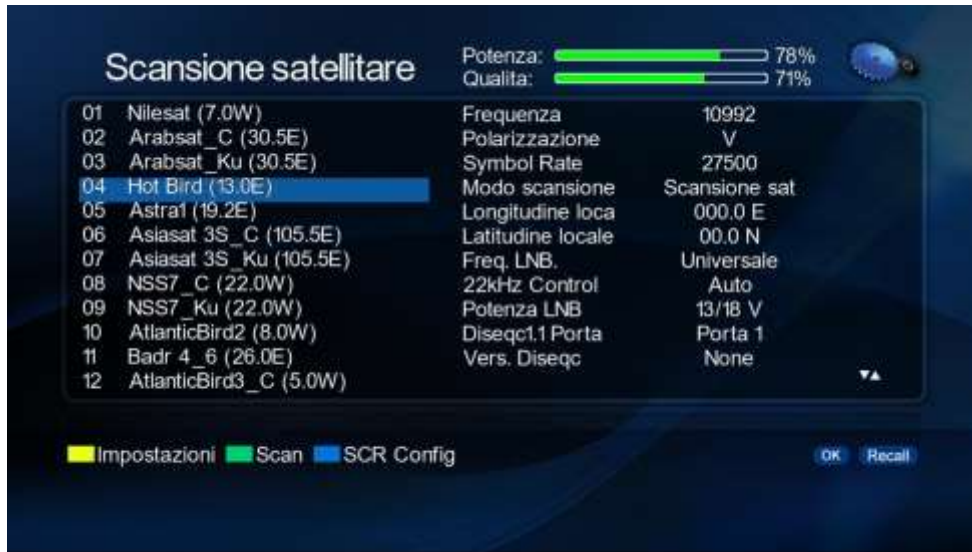 Scansione satellitare
Potenza: 78%
Qualita: 71%
01 Nilesat (7.0W)
02 Arabsat_C (30.5E)
03 Arabsat_Ku (30.5E)
04 Hot Bird (13.0E)
05 Astra1 (19.2E)
06 Asiasat 3S_C (105.5E)
07 Asiasat 3S_Ku (105.5E)
08 NSS7_C (22.0W)
09 NSS7_Ku (22.0W)
10 AtlanticBird2 (8.0W)
11 Badr 4_6 (26.0E)
12 AtlanticBird3_C (5.0W)
Frequenza 10992
Polarizzazione V
Symbol Rate 27500
Modo scansione Scansione sat
Longitudine loca 000.0 E
Latitudine locale 00.0 N
Freq. LNB. Universale
22kHz Control Auto
Potenza LNB 13/18 V
Diseqc1.1 Porta Porta 1
Vers. Diseqc None
Impostazioni Scan SCR Config OK Recall